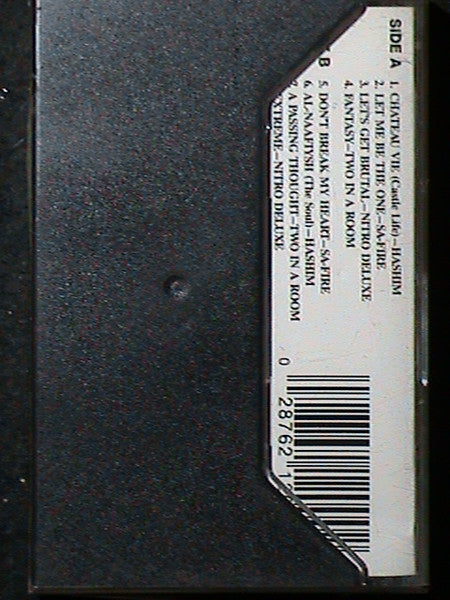 SIDE A 1. CHATEAU VIE (Castle Life)–HASHIM
2. LET ME BE THE ONE–SA-FIRE
3. LET'S GET BRUTAL–NITRO DELUXE
4. FANTASY–TWO IN A ROOM
B 5. DON'T BREAK MY HEART–SA-FIRE
6. AL-NAAFIYSH (The Soul)–HASHIM
7. A PASSING THOUGHT–TWO IN A ROOM
XTREME–NITRO DELUXE
0 28762 1